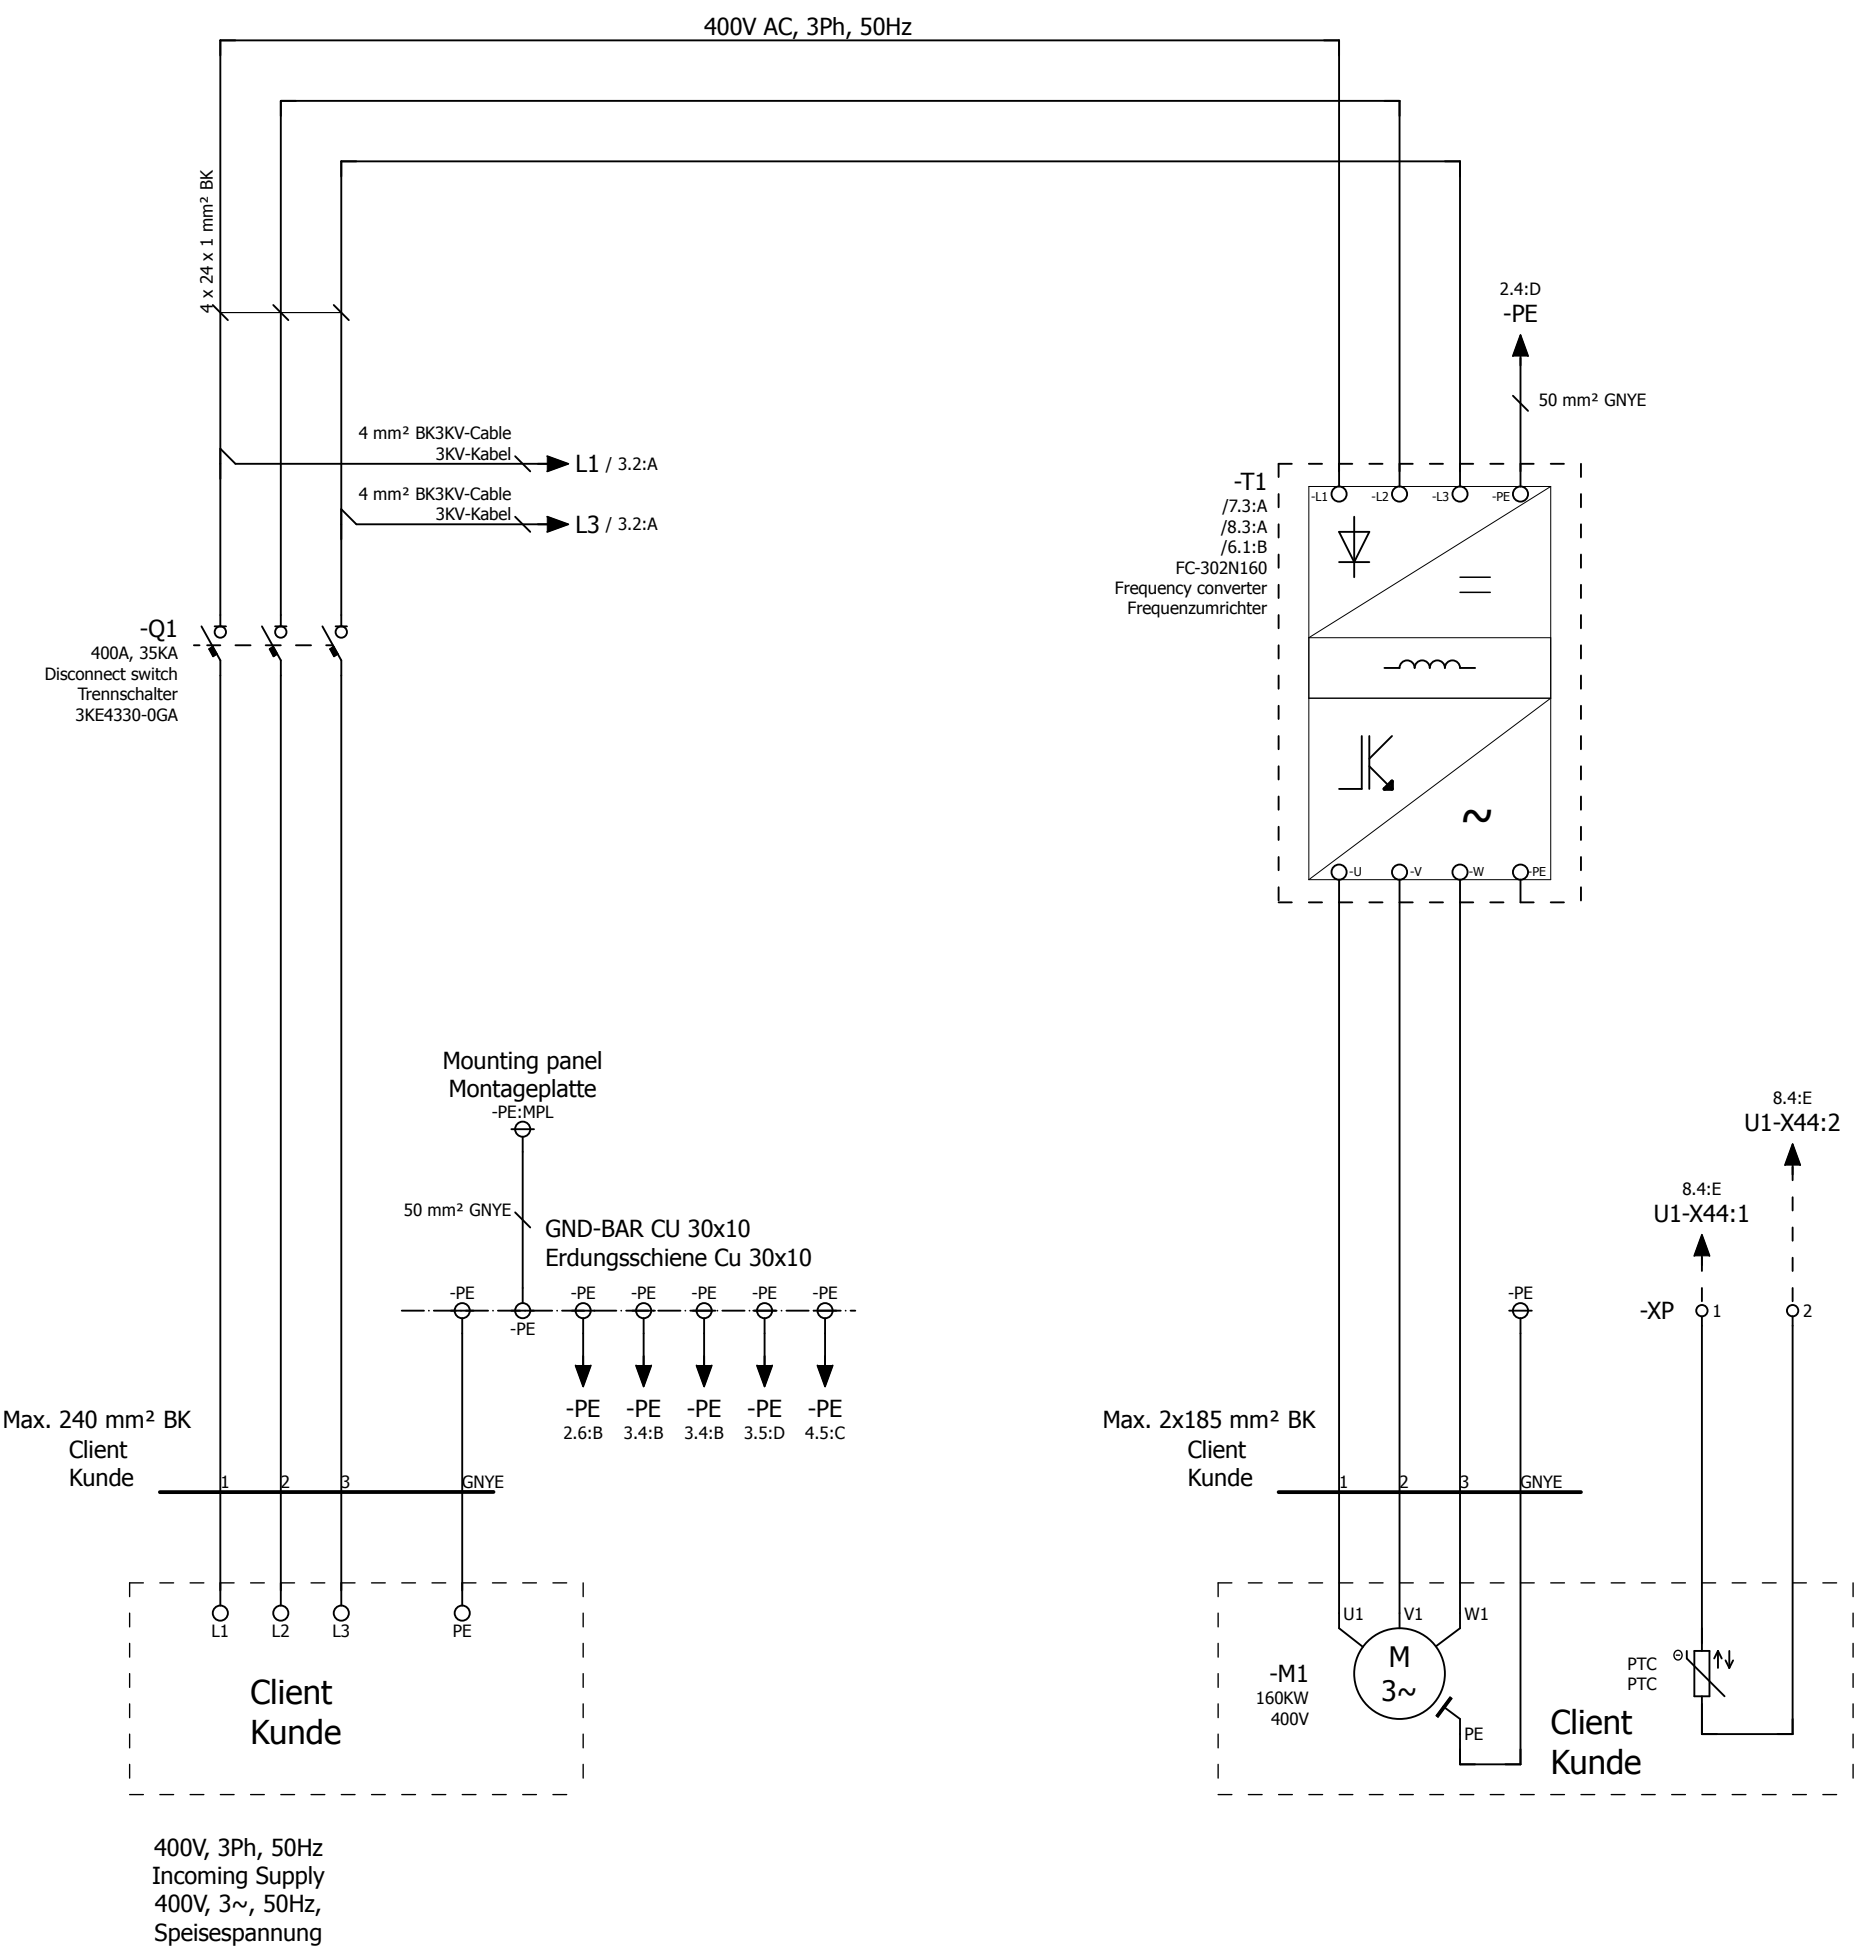 400V AC, 3Ph, 50Hz
4 x 24 x 1 mm² BK
2.4:D
-PE
50 mm² GNYE
4 mm² BK3KV-Cable
3KV-Kabel
L1 / 3.2:A
4 mm² BK3KV-Cable
3KV-Kabel
L3 / 3.2:A
-T1
/7.3:A
/8.3:A
/6.1:B
FC-302N160
Frequency converter
Frequenzumrichter
-L1
-L2
-L3
-PE
-Q1
400A, 35KA
Disconnect switch
Trennschalter
3KE4330-0GA
~
-U
-V
-W
-PE
Mounting panel
Montageplatte
-PE:MPL
50 mm² GNYE
GND-BAR CU 30x10
Erdungsschiene Cu 30x10
-PE
-PE
-PE
-PE
-PE
-PE
-PE
-PE
2.6:B
-PE
3.4:B
-PE
3.4:B
-PE
3.5:D
-PE
4.5:C
8.4:E
U1-X44:2
8.4:E
U1-X44:1
-PE
-XP
1
2
Max. 240 mm² BK
Client
Kunde
1
2
3
GNYE
Max. 2x185 mm² BK
Client
Kunde
1
2
3
GNYE
L1
L2
L3
PE
Client
Kunde
U1
V1
W1
M
3~
-M1
160KW
400V
PE
PTC
PTC
Θ
Client
Kunde
400V, 3Ph, 50Hz
Incoming Supply
400V, 3~, 50Hz,
Speisespannung